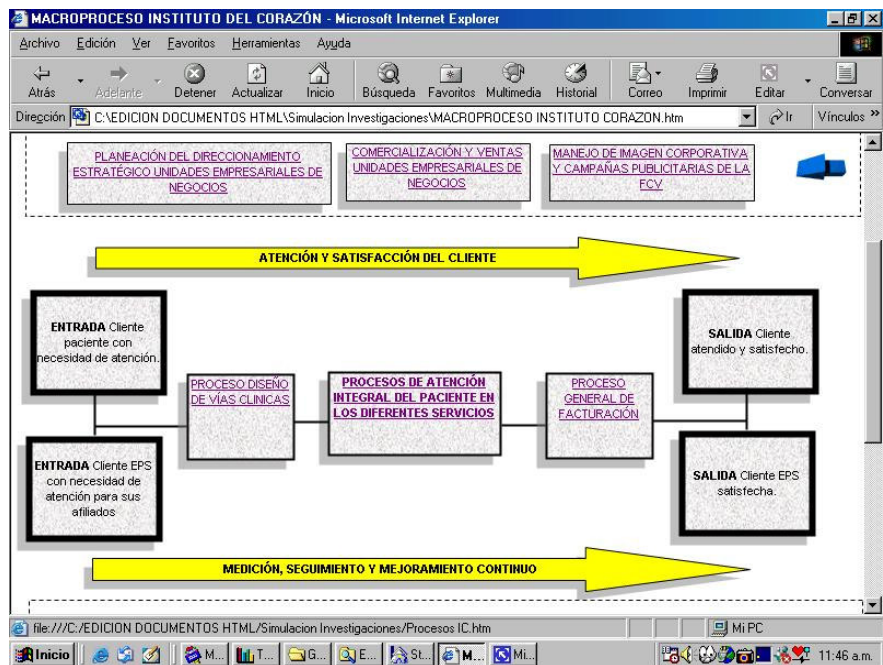 MACROPROCESO INSTITUTO DEL CORAZÓN - Microsoft Internet Explorer
Archivo Edición Ver Favoritos Herramientas Ayuda
Atrás Adelante Detener Actualizar Inicio Búsqueda Favoritos Multimedia Historial Correo Imprimir Editar Conversar
Dirección C:\EDICION DOCUMENTOS HTML\Simulacion Investigaciones\MACROPROCESO INSTITUTO CORAZON.htm Ir Vínculos »
PLANEACIÓN DEL DIRECCIONAMIENTO
ESTRATÉGICO UNIDADES EMPRESARIALES DE
NEGOCIOS
COMERCIALIZACIÓN Y VENTAS
UNIDADES EMPRESARIALES DE
NEGOCIOS
MANEJO DE IMAGEN CORPORATIVA
Y CAMPAÑAS PUBLICITARIAS DE LA
FCV
ATENCIÓN Y SATISFACCIÓN DEL CLIENTE
ENTRADA Cliente
paciente con
necesidad de atención.
ENTRADA Cliente EPS
con necesidad de
atención para sus
afiliados
PROCESO DISEÑO
DE VÍAS CLINICAS
PROCESOS DE ATENCIÓN
INTEGRAL DEL PACIENTE EN
LOS DIFERENTES SERVICIOS
PROCESO
GENERAL DE
FACTURACIÓN
SALIDA Cliente
atendido y satisfecho.
SALIDA Cliente EPS
satisfecha.
MEDICIÓN, SEGUIMIENTO Y MEJORAMIENTO CONTINUO
file:///C:/EDICION DOCUMENTOS HTML/Simulacion Investigaciones/Procesos IC.htm Mi PC
Inicio M... T... G... E... St... M... Mi... 11:46 a.m.